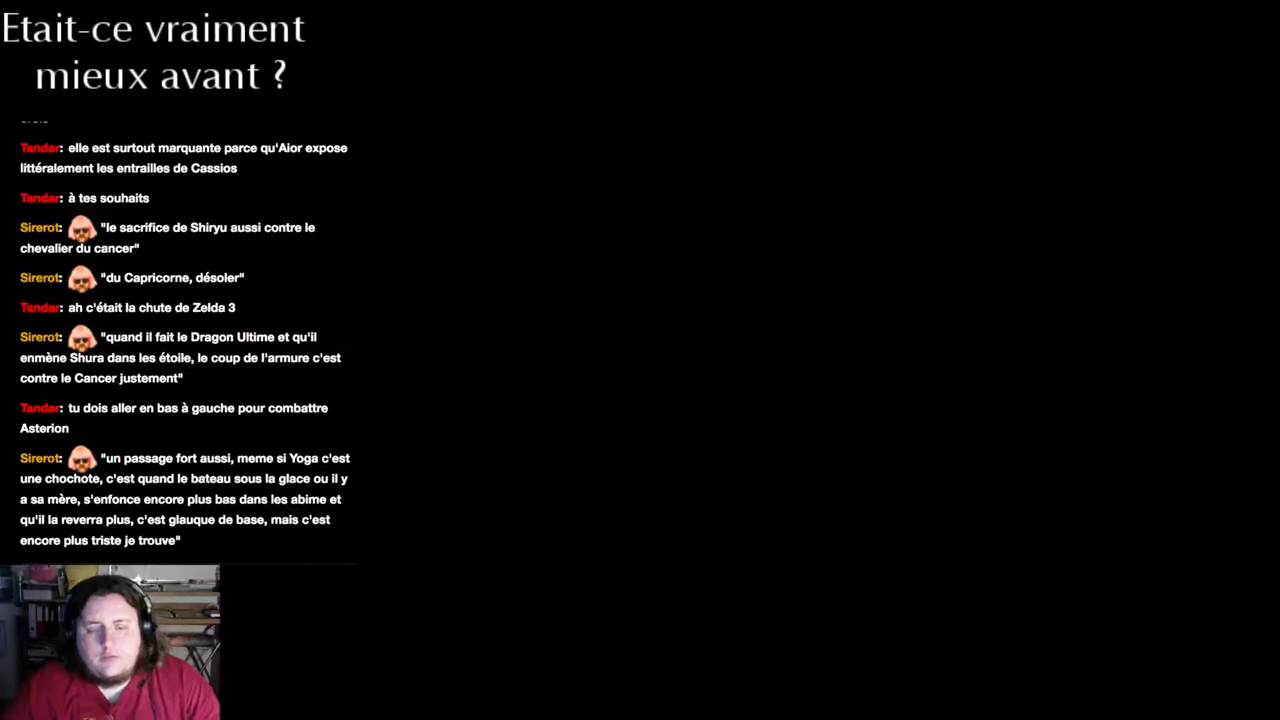 Etait-ce vraiment
mieux avant ?
Tandar: elle est surtout marquante parce qu'Aior expose
littéralement les entrailles de Cassios
Tandar: à tes souhaits
Sirerot: "le sacrifice de Shiryu aussi contre le
chevalier du cancer"
Sirerot: "du Capricorne, désoler"
Tandar: ah c'était la chute de Zelda 3
Sirerot: "quand il fait le Dragon Ultime et qu'il
enmène Shura dans les étoile, le coup de l'armure c'est
contre le Cancer justement"
Tandar: tu dois aller en bas à gauche pour combattre
Asterion
Sirerot: "un passage fort aussi, meme si Yoga c'est
une chochote, c'est quand le bateau sous la glace ou il y
a sa mère, s'enfonce encore plus bas dans les abime et
qu'il la reverra plus, c'est glauque de base, mais c'est
encore plus triste je trouve"